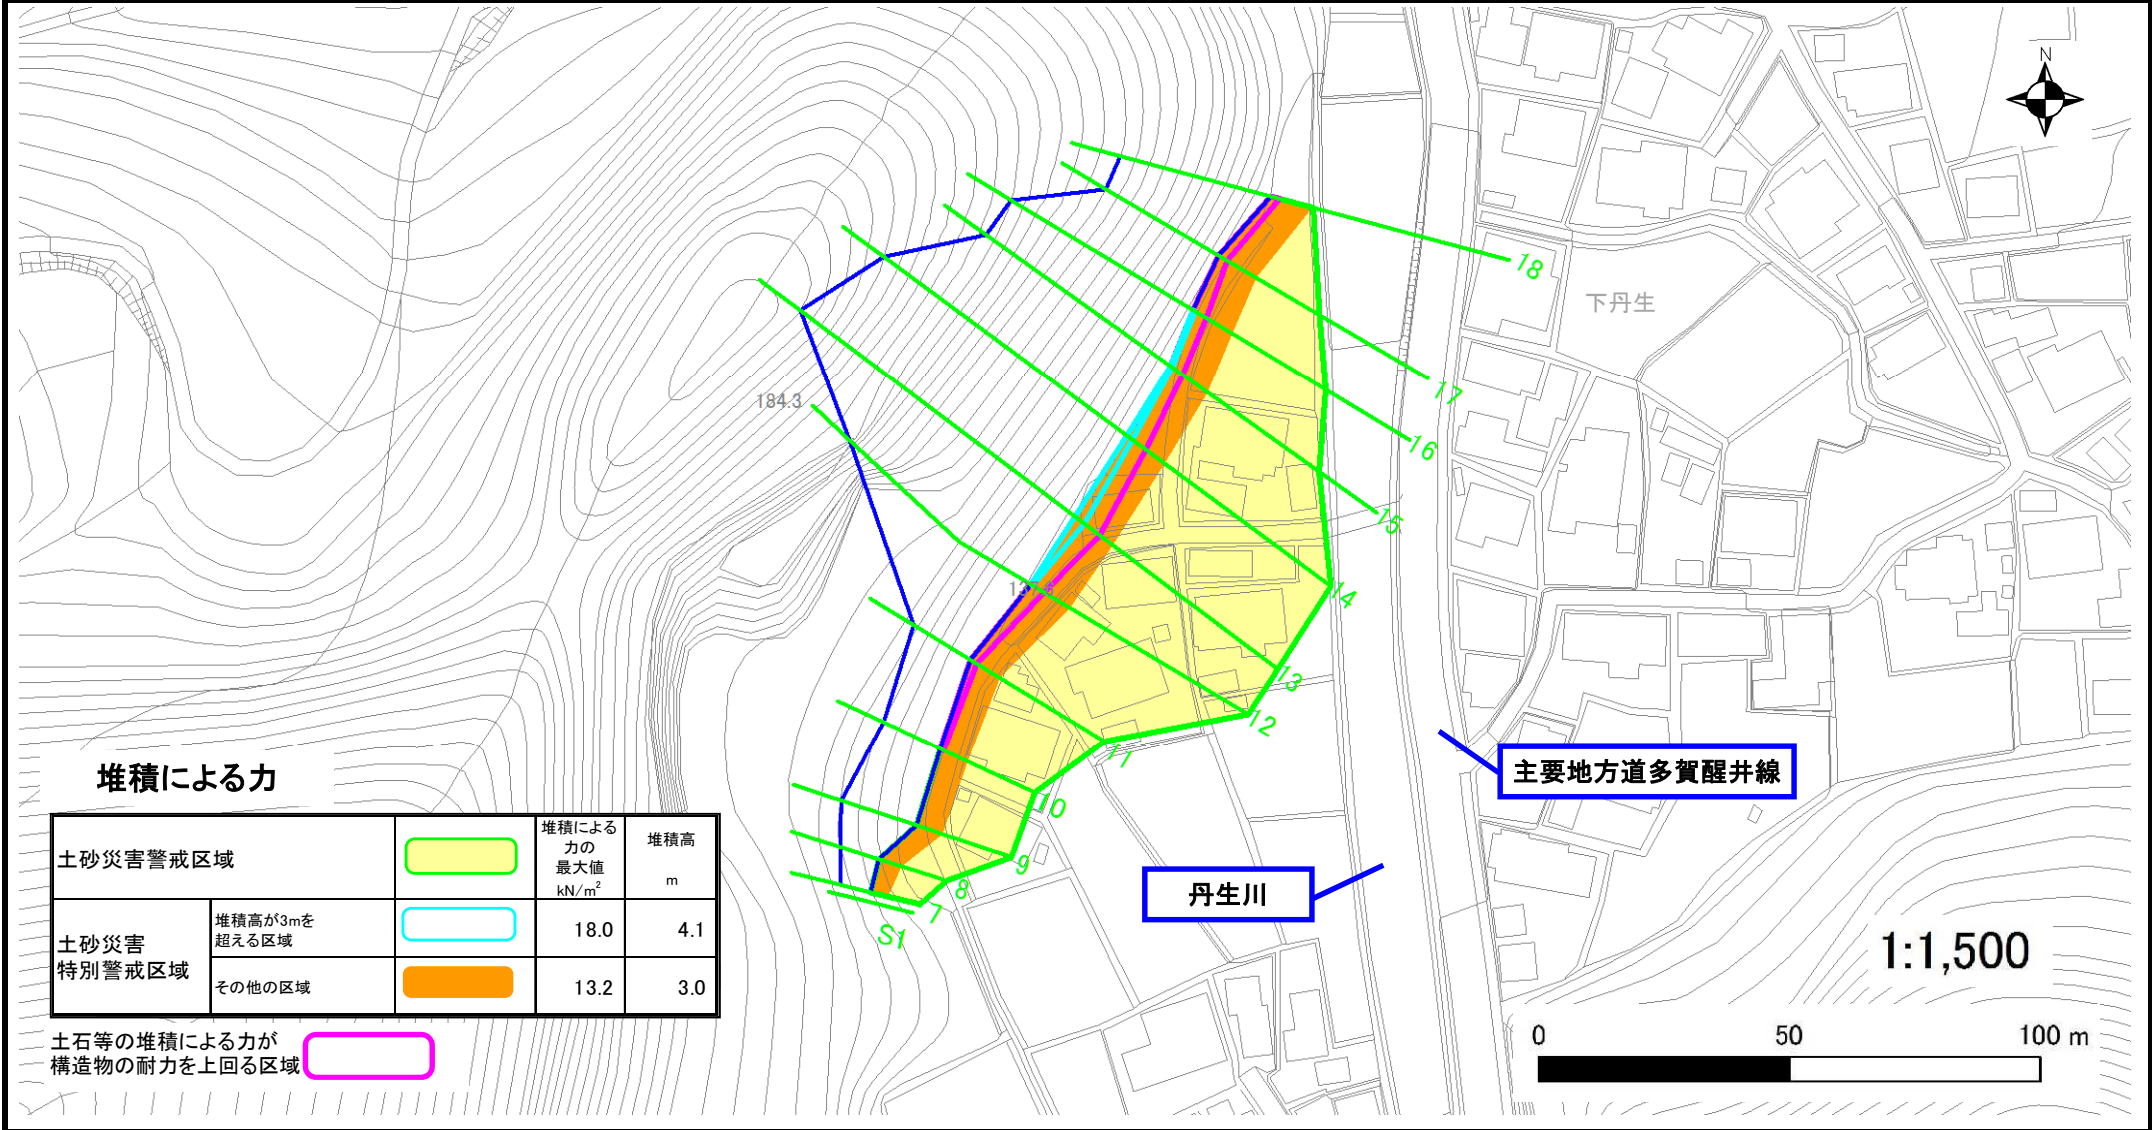 N
18
下丹生
17
184.3
16
15
14
13
12
11
主要地方道多賀醒井線
10
9
8
7
S1
丹生川
堆積による力
土砂災害警戒区域
堆積による
力の
最大値
kN/m²
堆積高
m
土砂災害
特別警戒区域
堆積高が3mを
超える区域
18.0
4.1
その他の区域
13.2
3.0
土石等の堆積による力が
構造物の耐力を上回る区域
1:1,500
0 50 100 m